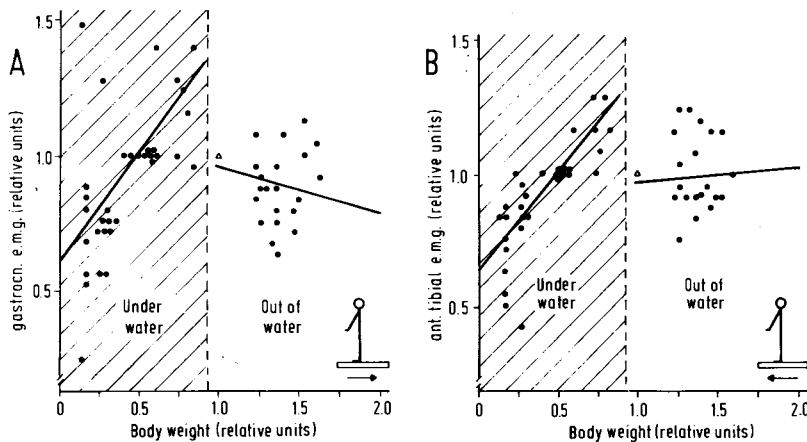 A
gastrocn. e.m.g. (relative units)
1.5
1.0
0.5
Under
water
Out of
water
0
0.5
1.0
1.5
2.0
Body weight (relative units)
B
ant. tibial e.m.g. (relative units)
1.5
1.0
0.5
Under
water
Out of
water
0
0.5
1.0
1.5
2.0
Body weight (relative units)